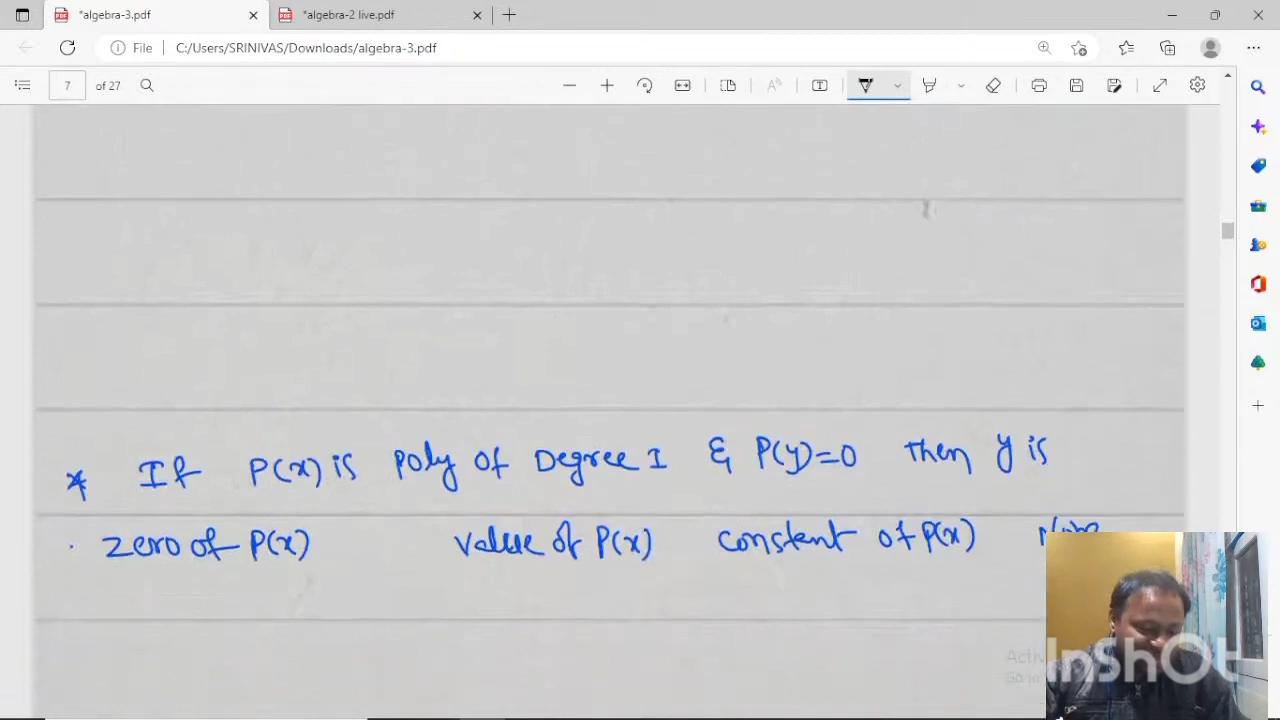 *algebra-3.pdf
*algebra-2 live.pdf
File C:/Users/SRINIVAS/Downloads/algebra-3.pdf
7 of 27
* If P(x) is Poly of Degree 1 & P(y)=0 then y is
zero of P(x) value of P(x) constant of P(x)
InShOt